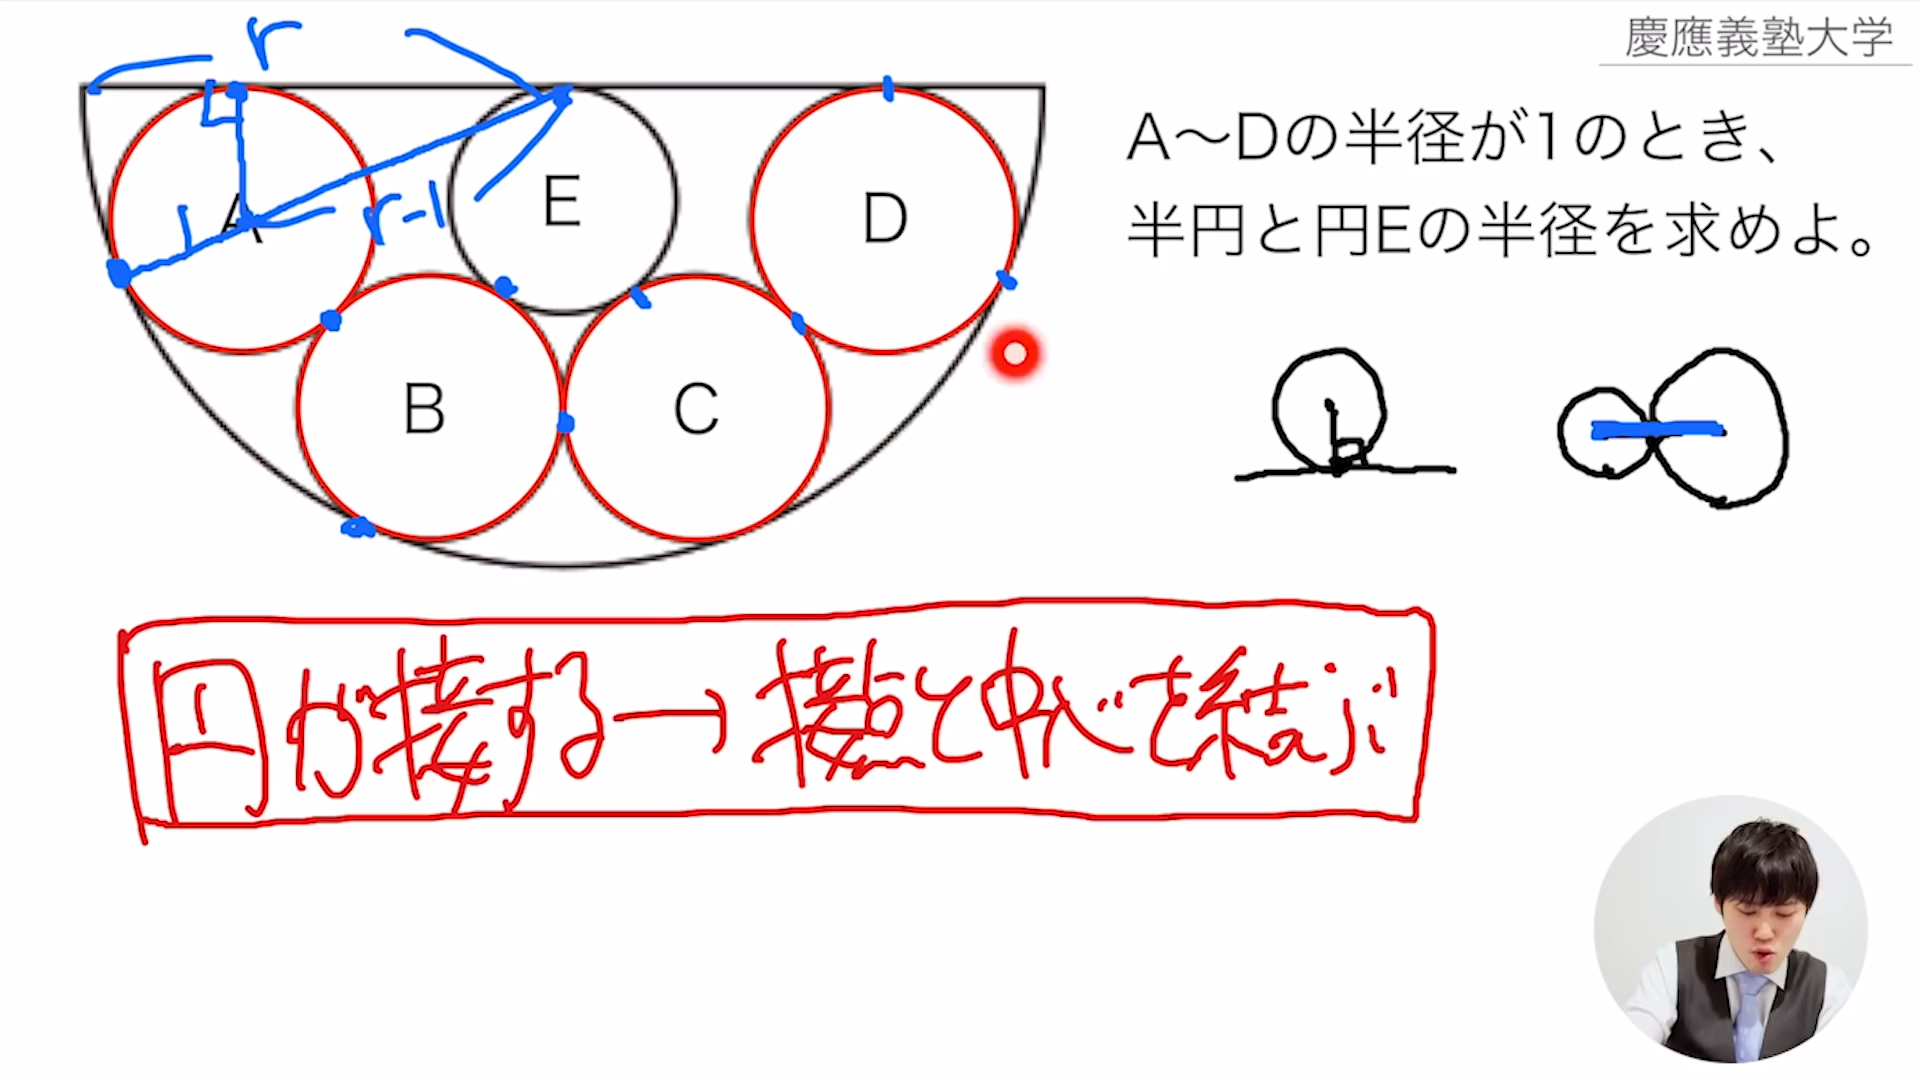 慶應義塾大学
A〜Dの半径が1のとき、
半円と円Eの半径を求めよ。
r
A
1
r-1
E
D
B
C
円が接する→接点と中心を結ぶ